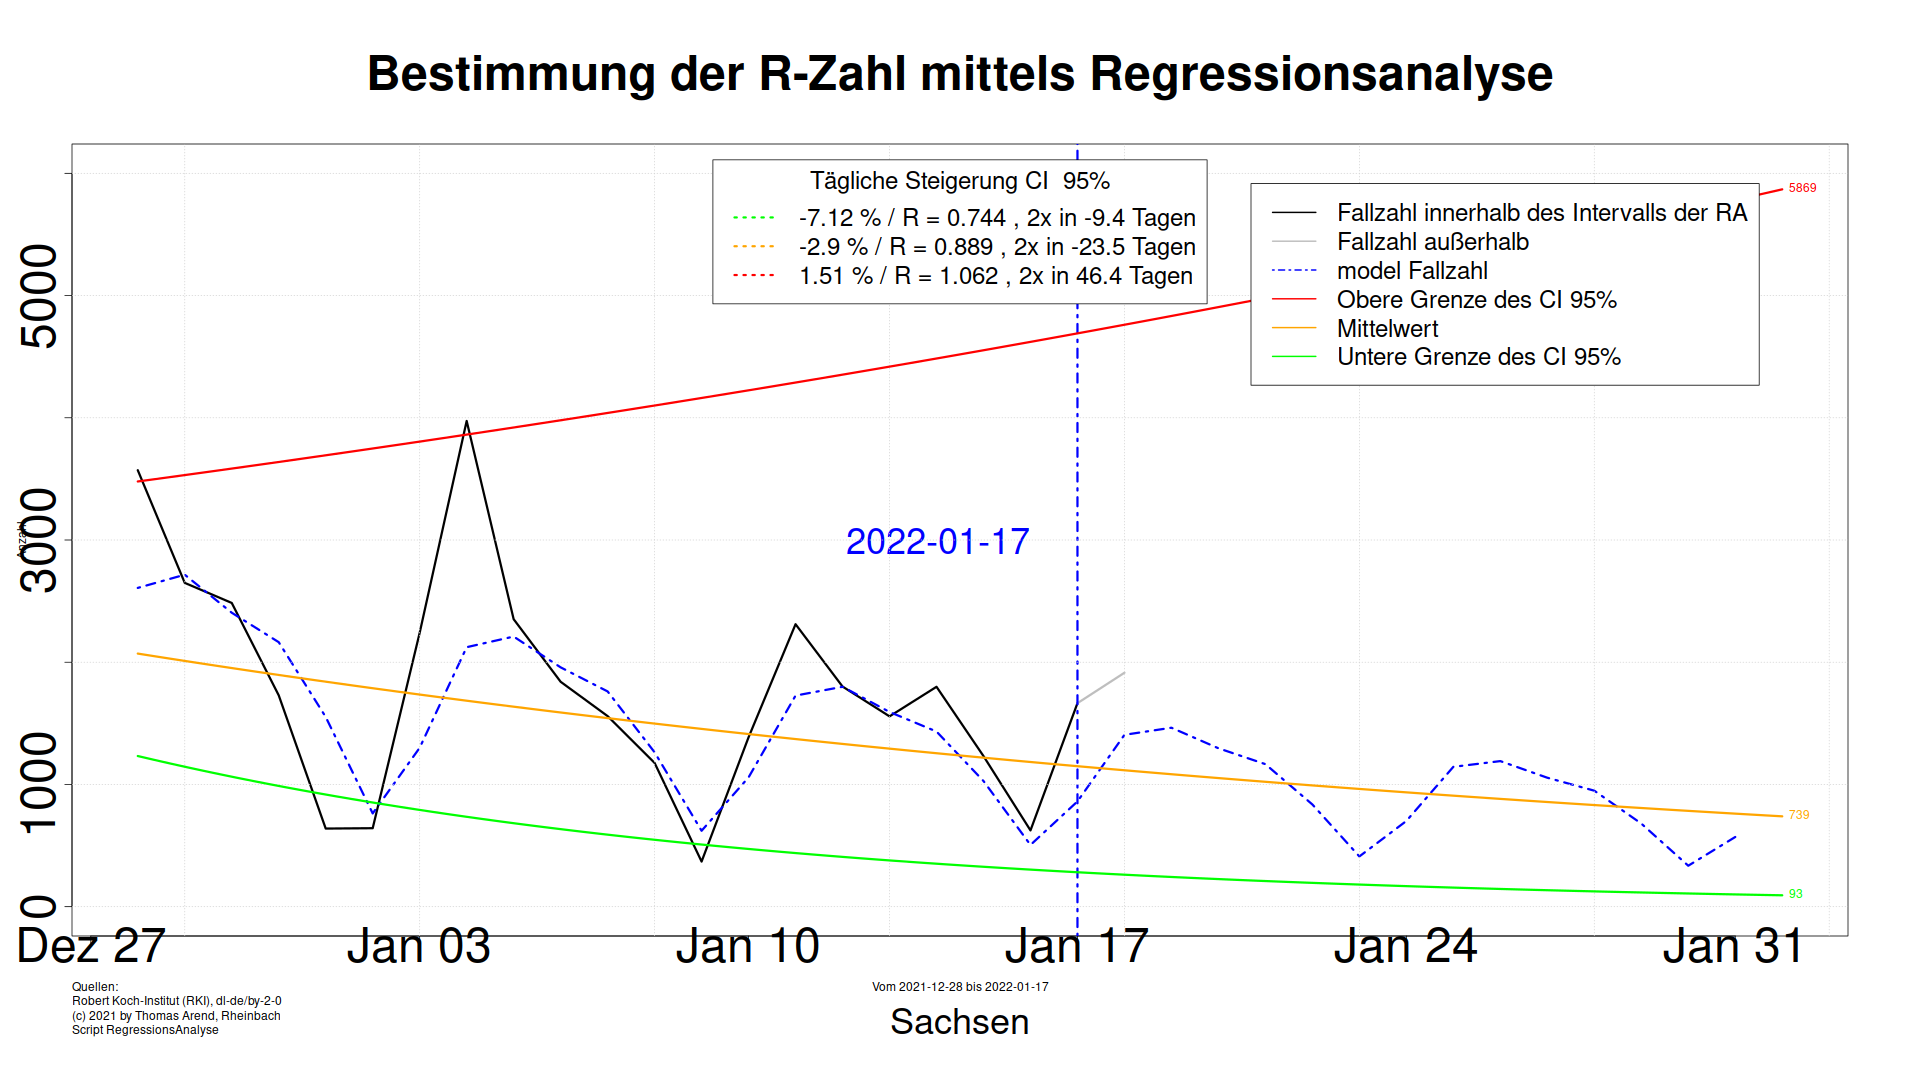 Bestimmung der R-Zahl mittels Regressionsanalyse
Tägliche Steigerung CI 95%
-7.12 % / R = 0.744 , 2x in -9.4 Tagen
-2.9 % / R = 0.889 , 2x in -23.5 Tagen
1.51 % / R = 1.062 , 2x in 46.4 Tagen
Fallzahl innerhalb des Intervalls der RA
Fallzahl außerhalb
model Fallzahl
Obere Grenze des CI 95%
Mittelwert
Untere Grenze des CI 95%
5869
5000
3000
1000
0
Anzahl
2022-01-17
739
93
Dez 27
Jan 03
Jan 10
Jan 17
Jan 24
Jan 31
Quellen:
Robert Koch-Institut (RKI), dl-de/by-2-0
(c) 2021 by Thomas Arend, Rheinbach
Script RegressionsAnalyse
Vom 2021-12-28 bis 2022-01-17
Sachsen